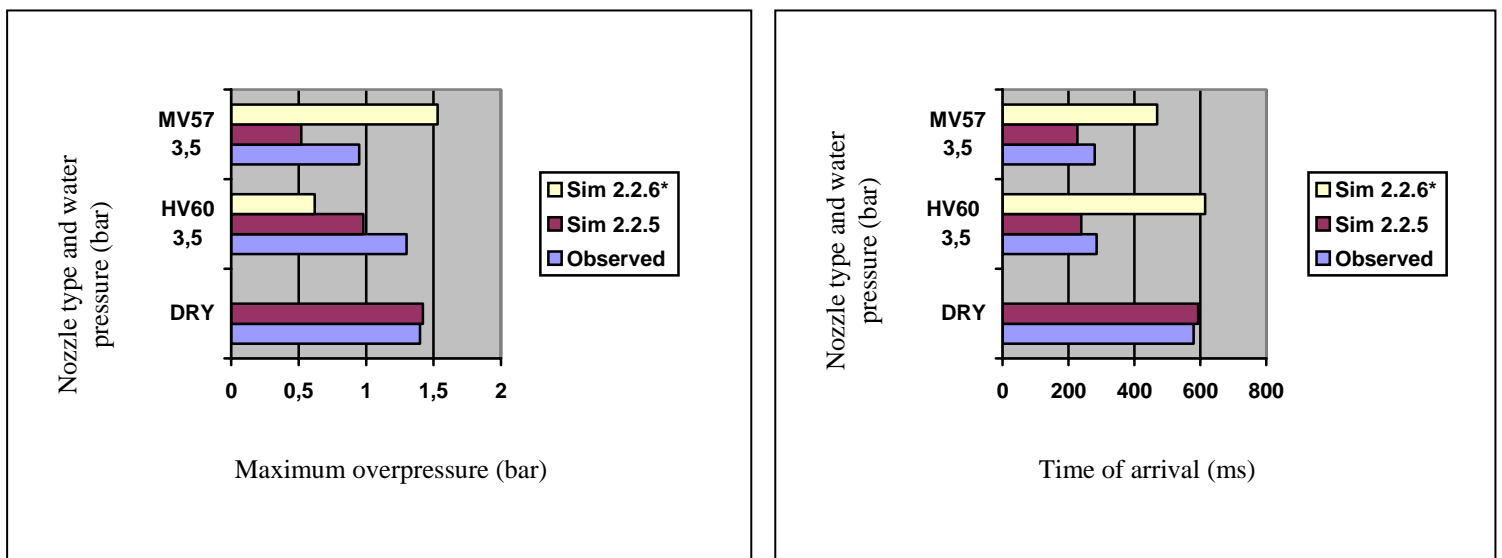 Nozzle type and water
pressure (bar)
MV57
3,5
HV60
3,5
DRY
0 0,5 1 1,5 2
Maximum overpressure (bar)
Sim 2.2.6*
Sim 2.2.5
Observed
Nozzle type and water
pressure (bar)
MV57
3,5
HV60
3,5
DRY
0 200 400 600 800
Time of arrival (ms)
Sim 2.2.6*
Sim 2.2.5
Observed